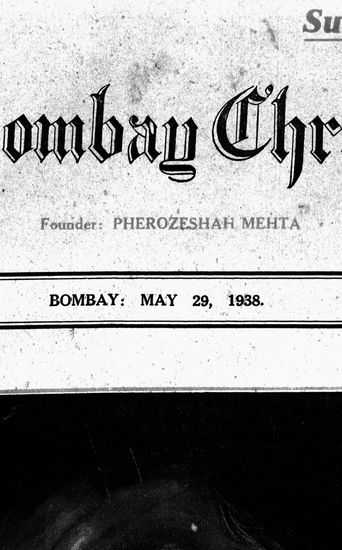 Su
ombay Chr
Founder: PHEROZESHAH MEHTA
BOMBAY: MAY 29, 1938.